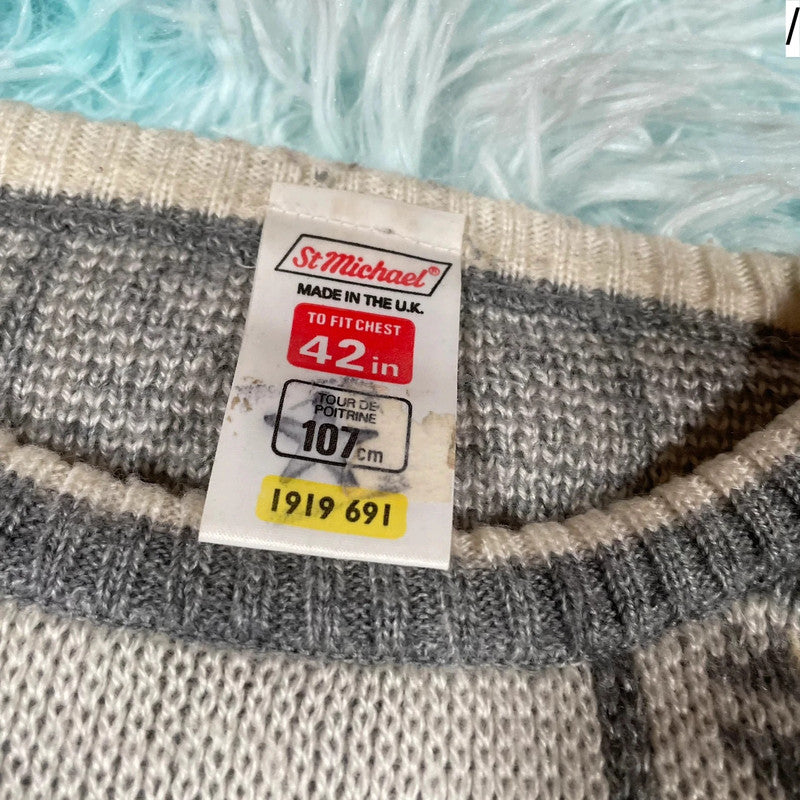 /
St Michael®
MADE IN THE U.K.
TO FIT CHEST
42 in
TOUR DE
POITRINE
107 cm
1919 691